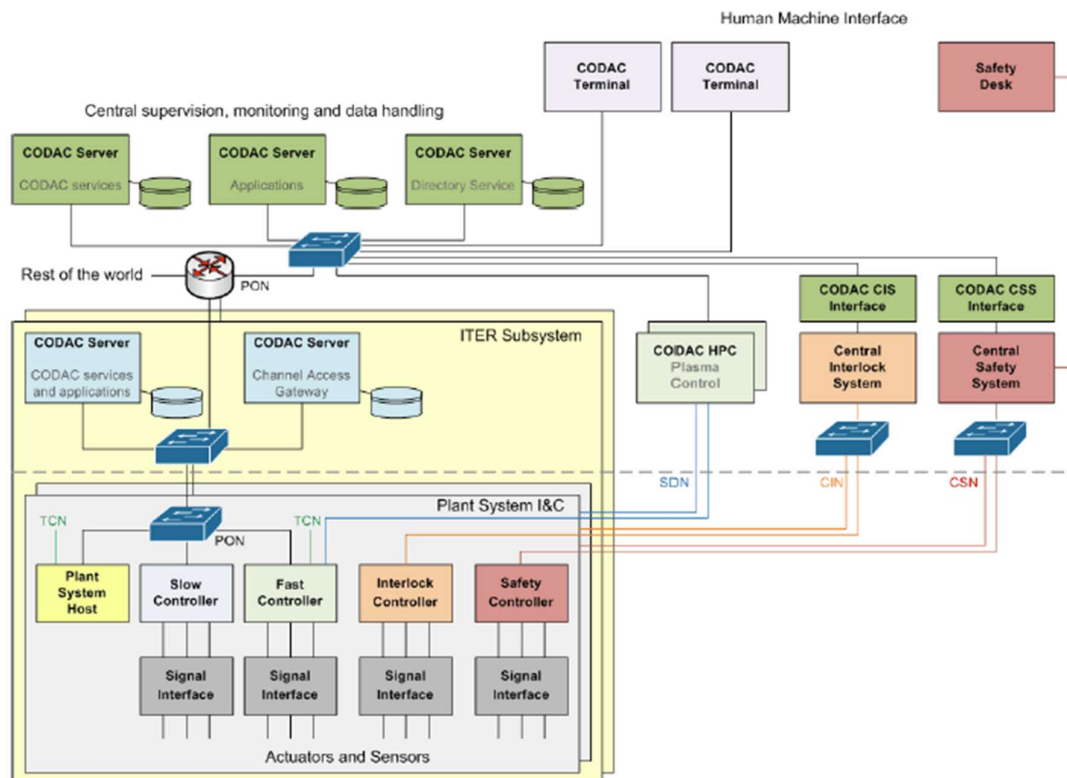 Human Machine Interface
CODAC
Terminal
CODAC
Terminal
Safety
Desk
Central supervision, monitoring and data handling
CODAC Server
CODAC services
CODAC Server
Applications
CODAC Server
Directory Service
Rest of the world
PON
CODAC CIS
Interface
CODAC CSS
Interface
ITER Subsystem
CODAC Server
CODAC services
and applications
CODAC Server
Channel Access
Gateway
CODAC HPC
Plasma
Control
Central
Interlock
System
Central
Safety
System
SDN
CIN
CSN
Plant System I&C
TCN
PON
TCN
Plant
System
Host
Slow
Controller
Fast
Controller
Interlock
Controller
Safety
Controller
Signal
Interface
Signal
Interface
Signal
Interface
Signal
Interface
Actuators and Sensors